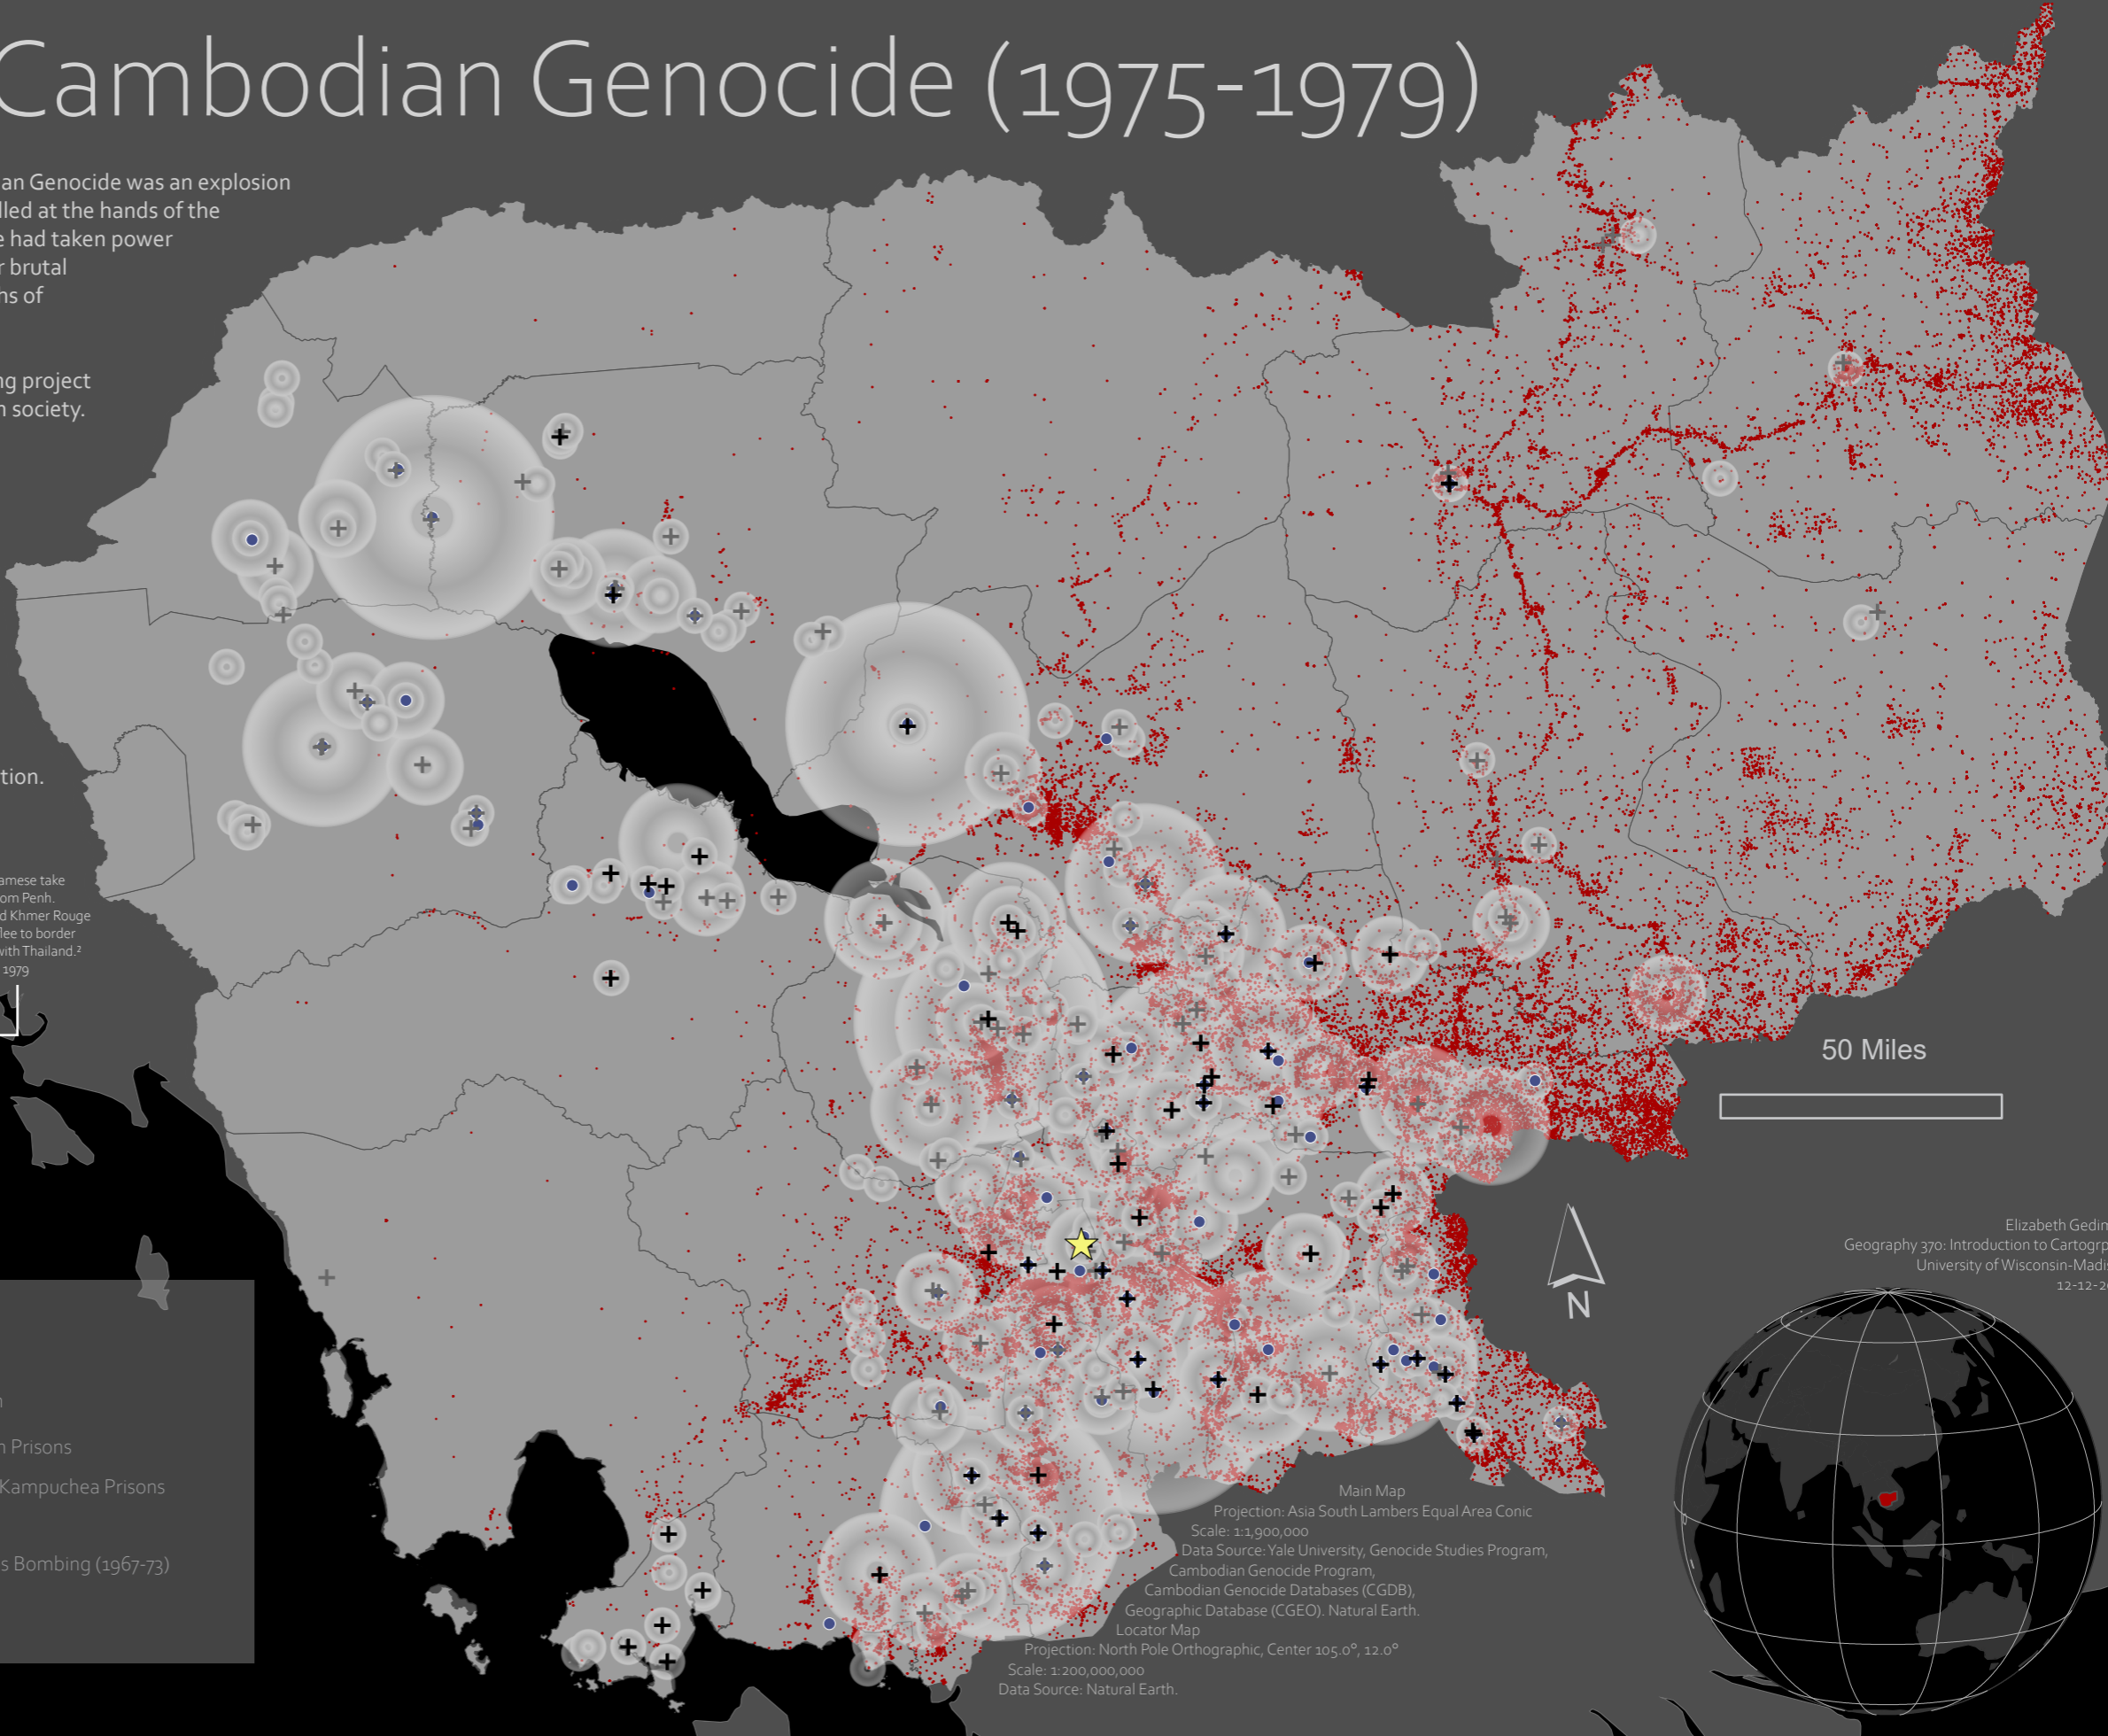 Cambodian Genocide (1975-1979)
an Genocide was an explosion
lled at the hands of the
e had taken power
r brutal
hs of
ng project
n society.
tion.
amese take
om Penh.
d Khmer Rouge
lee to border
with Thailand.²
1979
50 Miles
N
Elizabeth Gedin
Geography 370: Introduction to Cartogrp
University of Wisconsin-Madis
12-12-2
n
n Prisons
Kampuchea Prisons
s Bombing (1967-73)
Main Map
Projection: Asia South Lambers Equal Area Conic
Scale: 1:1,900,000
Data Source: Yale University, Genocide Studies Program,
Cambodian Genocide Program,
Cambodian Genocide Databases (CGDB),
Geographic Database (CGEO). Natural Earth.
Locator Map
Projection: North Pole Orthographic, Center 105.0°, 12.0°
Scale: 1:200,000,000
Data Source: Natural Earth.